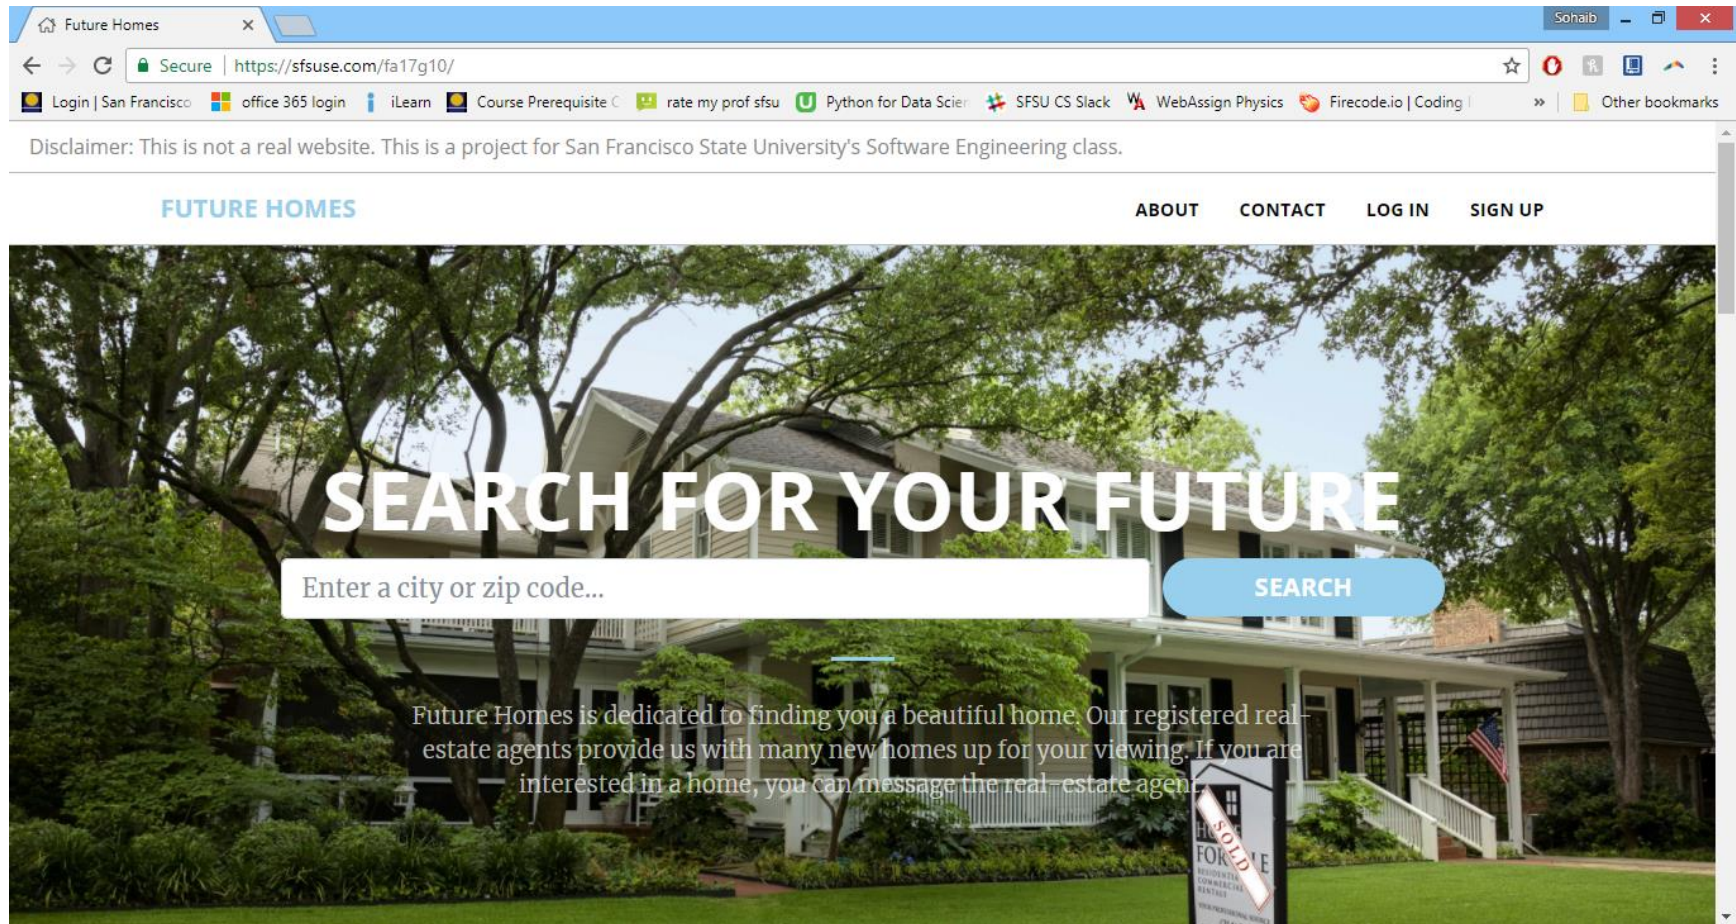 Future Homes
Sohaib
Secure | https://sfsuse.com/fa17g10/
Login | San Francisco office 365 login iLearn Course Prerequisite C rate my prof sfsu Python for Data Scien SFSU CS Slack WebAssign Physics Firecode.io | Coding » Other bookmarks
Disclaimer: This is not a real website. This is a project for San Francisco State University's Software Engineering class.
FUTURE HOMES ABOUT CONTACT LOG IN SIGN UP
SEARCH FOR YOUR FUTURE
Enter a city or zip code... SEARCH
Future Homes is dedicated to finding you a beautiful home. Our registered real-
estate agents provide us with many new homes up for your viewing. If you are
interested in a home, you can message the real-estate agent.
SOLD
FOR
RESIDENTIAL
COMMERCIAL
RENTALS